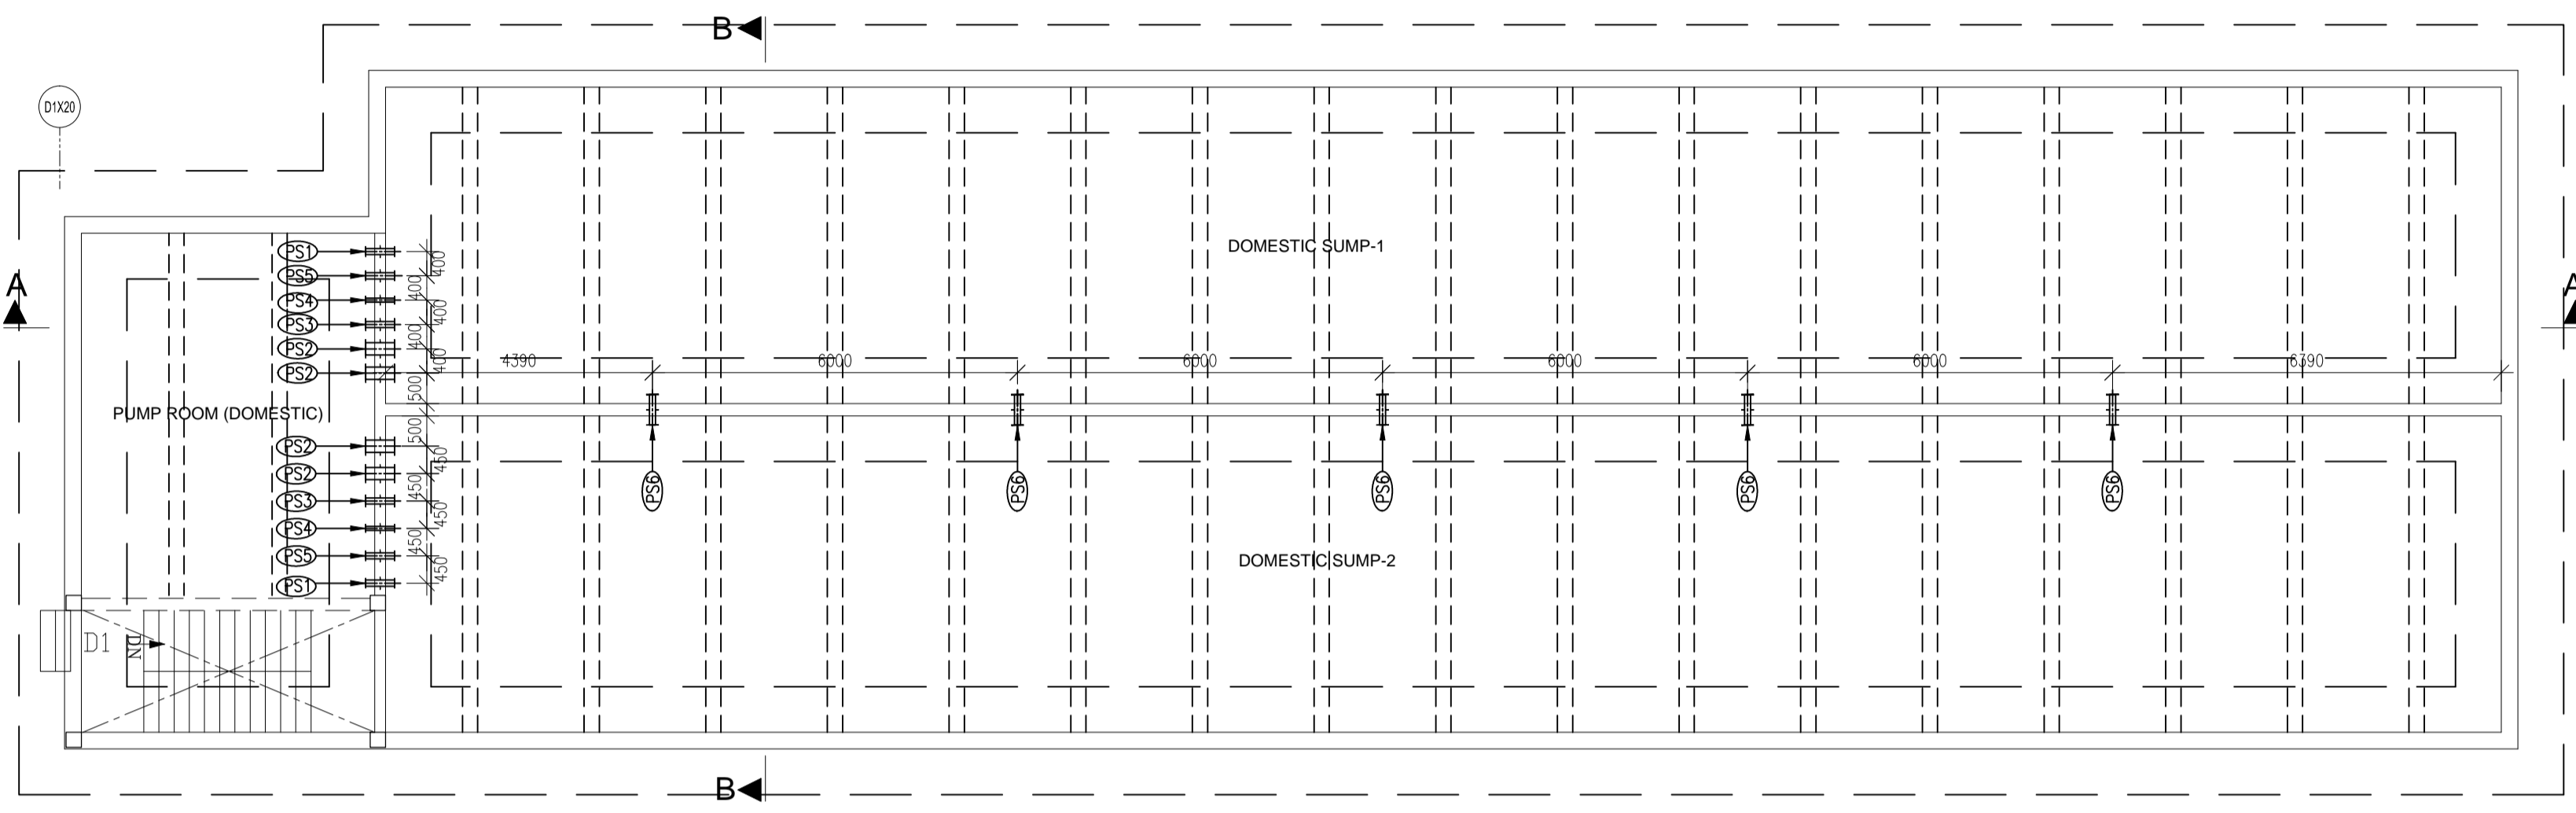 B
D1X20
DOMESTIC SUMP-1
PS1
400
PS5
400
A
A
PS4
400
PS3
400
PS2
400
4390
6000
6000
6000
6000
6390
PS2
500
PUMP ROOM (DOMESTIC)
500
PS2
450
PS2
450
PS6
PS6
PS6
PS6
PS6
PS3
450
PS4
450
PS5
450
DOMESTIC SUMP-2
PS1
D1
DN
B